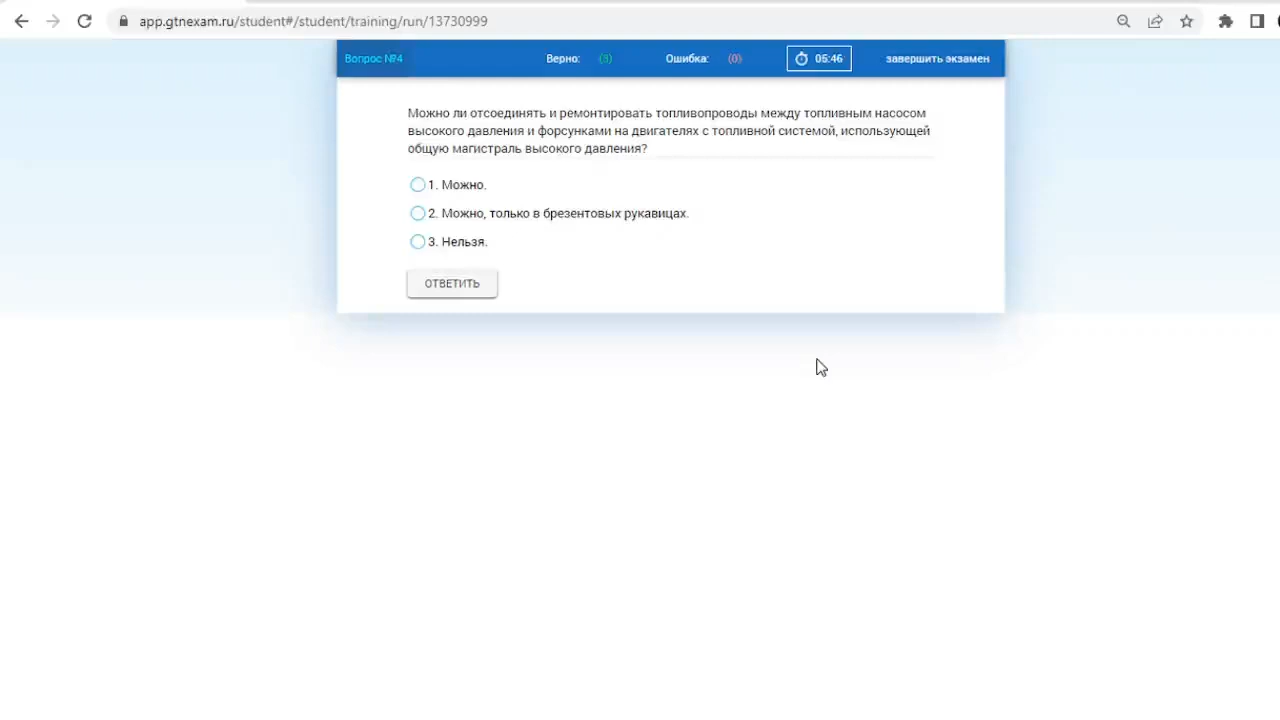 app.gtnexam.ru/student#/student/training/run/13730999
Вопрос №4 Верно: (3) Ошибка: (0) 05:46 завершить экзамен
Можно ли отсоединять и ремонтировать топливопроводы между топливным насосом
высокого давления и форсунками на двигателях с топливной системой, использующей
общую магистраль высокого давления?
1. Можно.
2. Можно, только в брезентовых рукавицах.
3. Нельзя.
ОТВЕТИТЬ